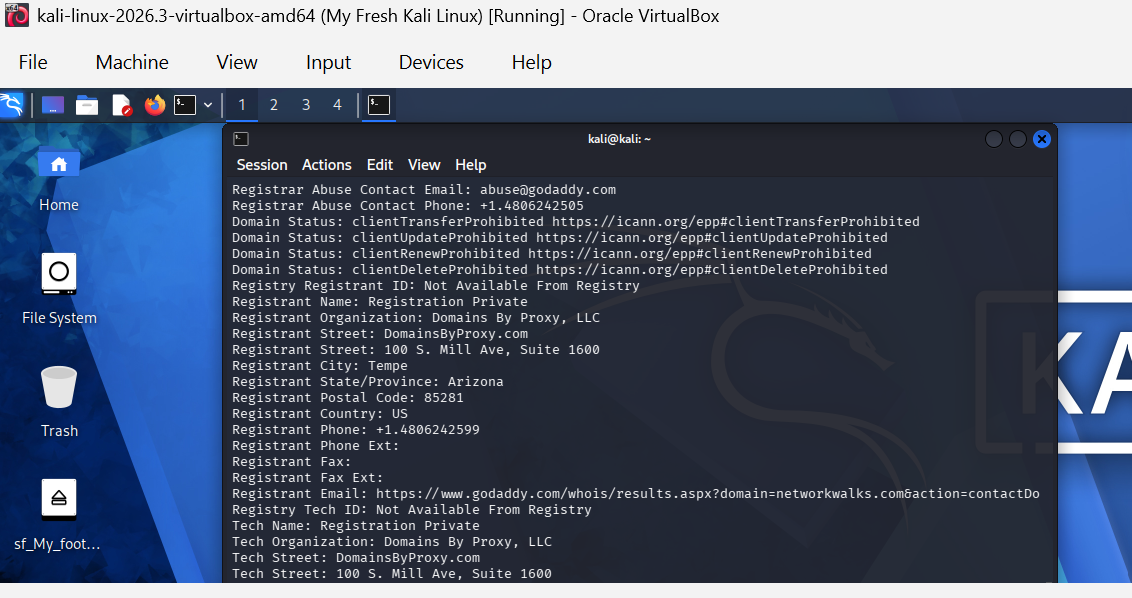 kali-linux-2026.3-virtualbox-amd64 (My Fresh Kali Linux) [Running] - Oracle VirtualBox
File Machine View Input Devices Help
1 2 3 4
kali@kali: ~
Session Actions Edit View Help
Registrar Abuse Contact Email: abuse@godaddy.com
Registrar Abuse Contact Phone: +1.4806242505
Domain Status: clientTransferProhibited https://icann.org/epp#clientTransferProhibited
Domain Status: clientUpdateProhibited https://icann.org/epp#clientUpdateProhibited
Domain Status: clientRenewProhibited https://icann.org/epp#clientRenewProhibited
Domain Status: clientDeleteProhibited https://icann.org/epp#clientDeleteProhibited
Registry Registrant ID: Not Available From Registry
Registrant Name: Registration Private
Registrant Organization: Domains By Proxy, LLC
Registrant Street: DomainsByProxy.com
Registrant Street: 100 S. Mill Ave, Suite 1600
Registrant City: Tempe
Registrant State/Province: Arizona
Registrant Postal Code: 85281
Registrant Country: US
Registrant Phone: +1.4806242599
Registrant Phone Ext:
Registrant Fax:
Registrant Fax Ext:
Registrant Email: https://www.godaddy.com/whois/results.aspx?domain=networkwalks.com&action=contactDo
Registry Tech ID: Not Available From Registry
Tech Name: Registration Private
Tech Organization: Domains By Proxy, LLC
Tech Street: DomainsByProxy.com
Tech Street: 100 S. Mill Ave, Suite 1600
Home
File System
Trash
sf_My_foot...
KA